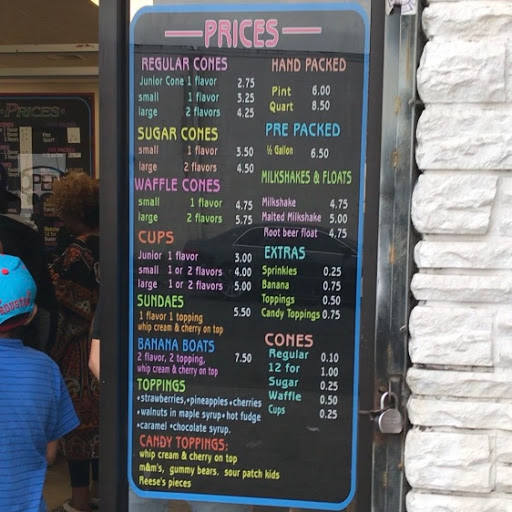 PRICES
REGULAR CONES
Junior Cone 1 flavor 2.75
small 1 flavor 3.25
large 2 flavors 4.25
SUGAR CONES
small 1 flavor 3.50
large 2 flavors 4.50
WAFFLE CONES
small 1 flavor 4.75
large 2 flavors 5.75
CUPS
Junior 1 flavor 3.00
small 1 or 2 flavors 4.00
large 1 or 2 flavors 5.00
SUNDAES
1 flavor 1 topping 5.50
whip cream & cherry on top
BANANA BOATS
2 flavor, 2 topping, 7.50
whip cream & cherry on top
TOPPINGS
•strawberries,•pineapples •cherries
•walnuts in maple syrup•hot fudge
•caramel •chocolate syrup.
CANDY TOPPINGS:
whip cream & cherry on top
m&m's, gummy bears, sour patch kids
Reese's pieces
HAND PACKED
Pint 6.00
Quart 8.50
PRE PACKED
½ Gallon 6.50
MILKSHAKES & FLOATS
Milkshake 4.75
Malted Milkshake 5.00
Root beer float 4.75
EXTRAS
Sprinkles 0.25
Banana 0.75
Toppings 0.50
Candy Toppings 0.75
CONES
Regular 0.10
12 for 1.00
Sugar 0.25
Waffle 0.50
Cups 0.25
PRICES
OPEN